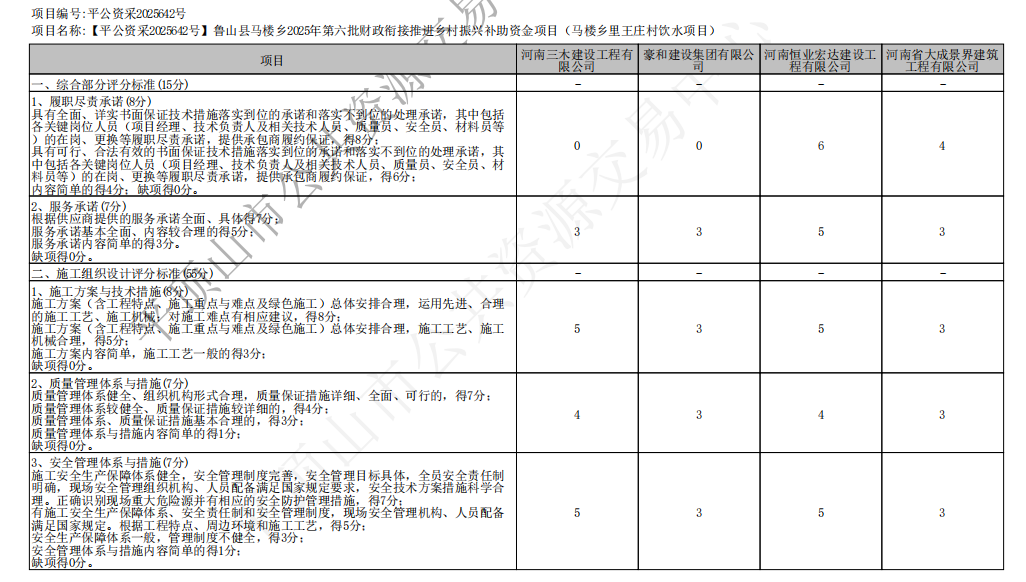 项目编号:平公资采2025642号
项目名称:【平公资采2025642号】鲁山县马楼乡2025年第六批财政衔接推进乡村振兴补助资金项目（马楼乡里王庄村饮水项目）
项目
河南三木建设工程有
限公司
豪和建设集团有限公
司
河南恒业宏达建设工
程有限公司
河南省大成景界建筑
工程有限公司
一、综合部分评分标准(15分)
－ － － －
1、履职尽责承诺(8分)
具有全面、详实书面保证技术措施落实到位的承诺和落实不到位的处理承诺，其中包括
各关键岗位人员（项目经理、技术负责人及相关技术人员、质量员、安全员、材料员等
）的在岗、更换等履职尽责承诺，提供承包商履约保证，得8分；
具有可行、合法有效的书面保证技术措施落实到位的承诺和落实不到位的处理承诺，其
中包括各关键岗位人员（项目经理、技术负责人及相关技术人员、质量员、安全员、材
料员等）的在岗、更换等履职尽责承诺，提供承包商履约保证，得6分；
内容简单的得4分；缺项得0分。
0 0 6 4
2、服务承诺(7分)
根据供应商提供的服务承诺全面、具体得7分；
服务承诺基本全面、内容较合理的得5分；
服务承诺内容简单的得3分。
缺项得0分。
3 3 5 3
二、施工组织设计评分标准(55分)
－ － － －
1、施工方案与技术措施(8分)
施工方案（含工程特点、施工重点与难点及绿色施工）总体安排合理，运用先进、合理
的施工工艺、施工机械；对施工难点有相应建议，得8分；
施工方案（含工程特点、施工重点与难点及绿色施工）总体安排合理，施工工艺、施工
机械合理，得5分；
施工方案内容简单，施工工艺一般的得3分；
缺项得0分。
5 3 5 3
2、质量管理体系与措施(7分)
质量管理体系健全、组织机构形式合理，质量保证措施详细、全面、可行的，得7分；
质量管理体系较健全、质量保证措施较详细的，得4分；
质量管理体系、质量保证措施基本合理的，得3分；
质量管理体系与措施内容简单的得1分；
缺项得0分。
4 3 4 3
3、安全管理体系与措施(7分)
施工安全生产保障体系健全，安全管理制度完善，安全管理目标具体，全员安全责任制
明确，现场安全管理组织机构、人员配备满足国家规定要求，安全技术方案措施科学合
理。正确识别现场重大危险源并有相应的安全防护管理措施，得7分；
有施工安全生产保障体系、安全责任制和安全管理制度，现场安全管理机构、人员配备
满足国家规定。根据工程特点、周边环境和施工工艺，得5分；
安全生产保障体系一般，管理制度不健全，得3分；
安全管理体系与措施内容简单的得1分；
缺项得0分。
5 3 5 3
平顶山市公共资源交易
顶山市公共资源交易中心